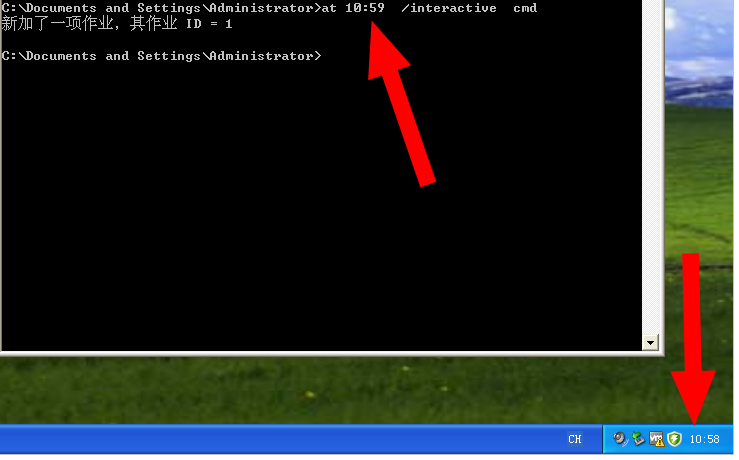 C:\Documents and Settings\Administrator>at 10:59  /interactive  cmd
新加了一项作业，其作业 ID = 1
C:\Documents and Settings\Administrator>
CH
10:58